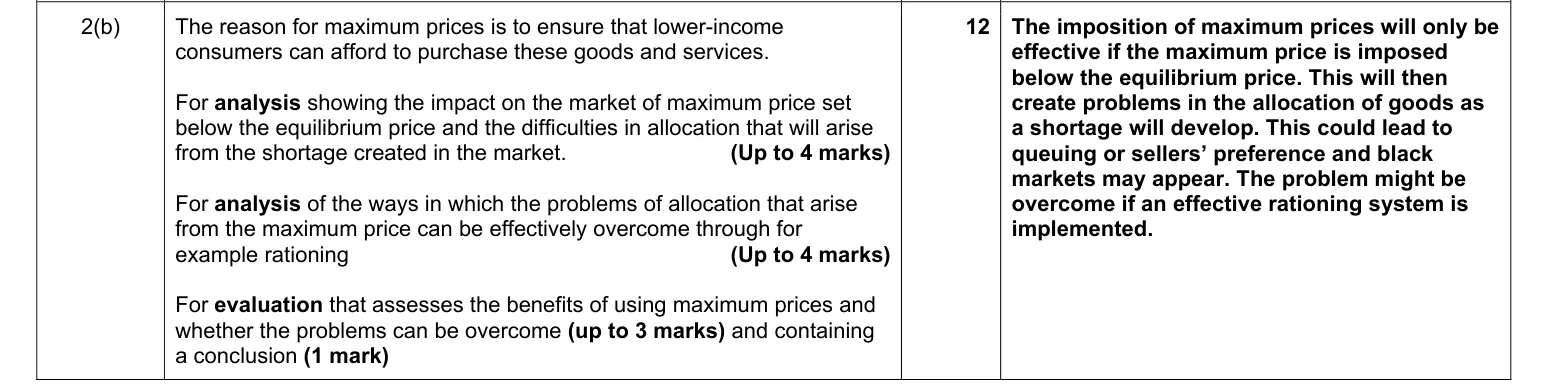 2(b)
The reason for maximum prices is to ensure that lower-income
consumers can afford to purchase these goods and services.
For analysis showing the impact on the market of maximum price set
below the equilibrium price and the difficulties in allocation that will arise
from the shortage created in the market. (Up to 4 marks)
For analysis of the ways in which the problems of allocation that arise
from the maximum price can be effectively overcome through for
example rationing (Up to 4 marks)
For evaluation that assesses the benefits of using maximum prices and
whether the problems can be overcome (up to 3 marks) and containing
a conclusion (1 mark)
12
The imposition of maximum prices will only be
effective if the maximum price is imposed
below the equilibrium price. This will then
create problems in the allocation of goods as
a shortage will develop. This could lead to
queuing or sellers’ preference and black
markets may appear. The problem might be
overcome if an effective rationing system is
implemented.